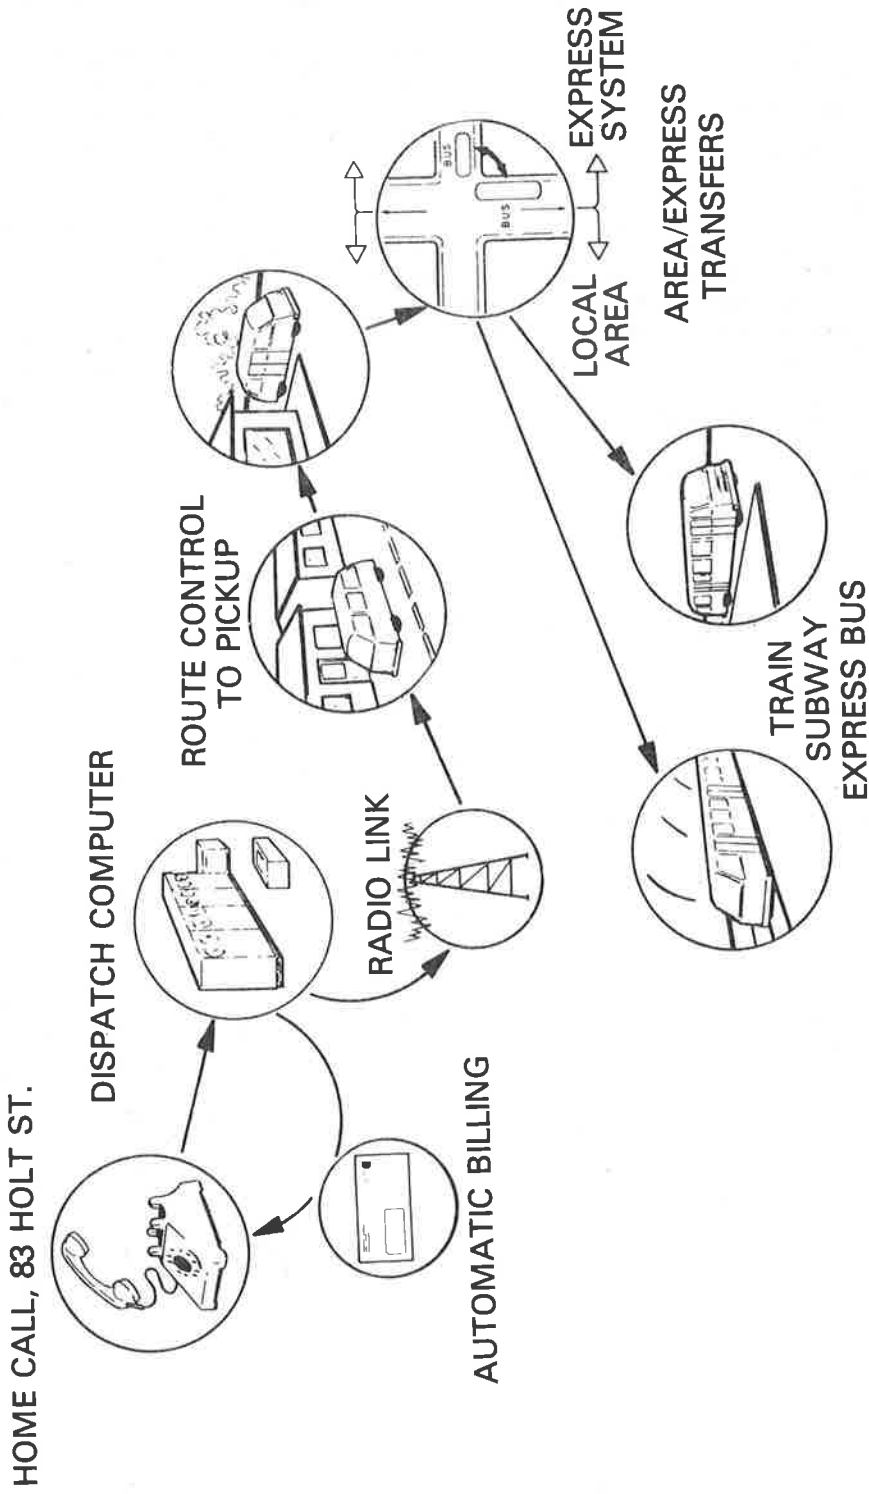 HOME CALL, 83 HOLT ST.
DISPATCH COMPUTER
ROUTE CONTROL
TO PICKUP
RADIO LINK
AUTOMATIC BILLING
BUS
BUS
LOCAL
AREA
EXPRESS
SYSTEM
AREA/EXPRESS
TRANSFERS
TRAIN
SUBWAY
EXPRESS BUS